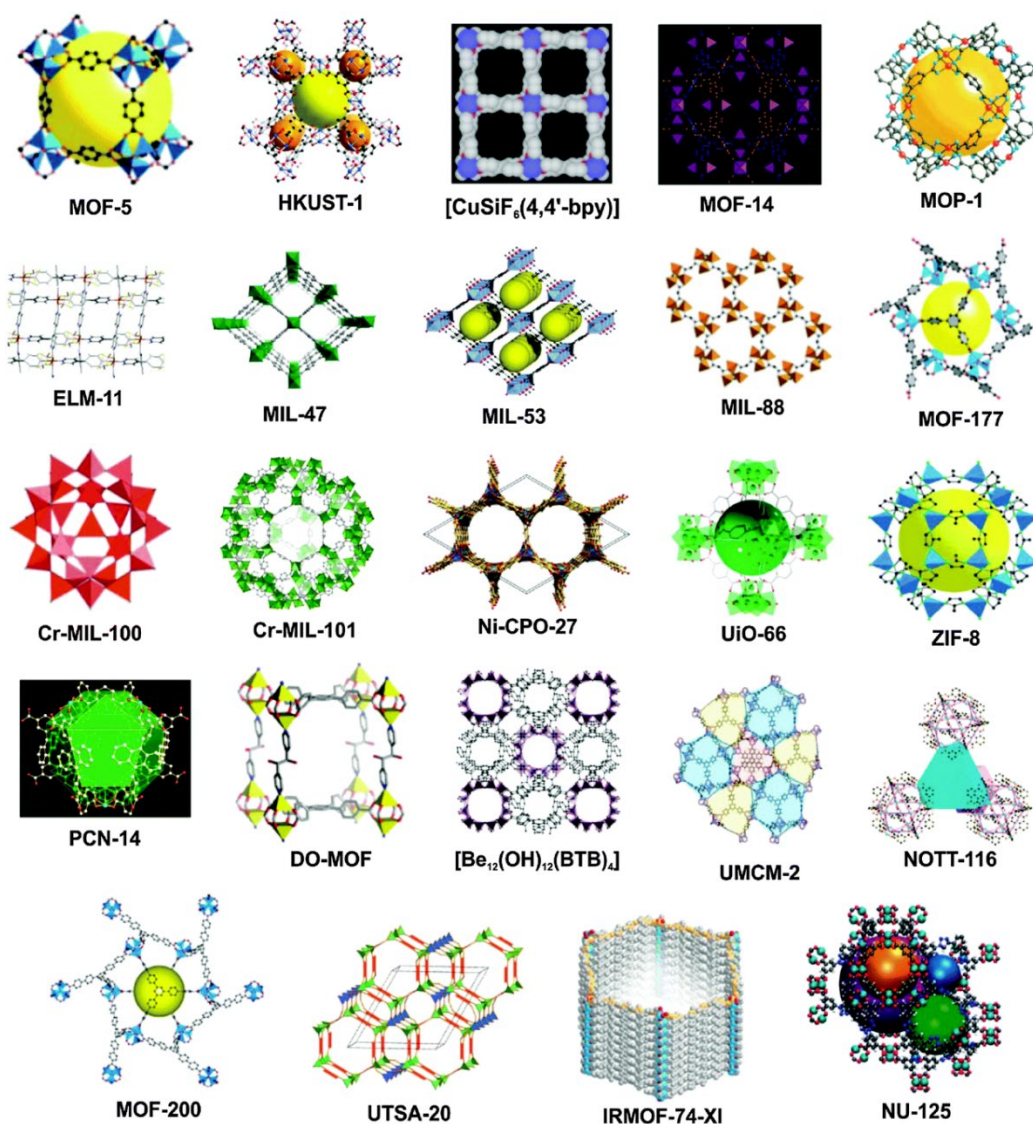 MOF-5
HKUST-1
[CuSiF₆(4,4'-bpy)]
MOF-14
MOP-1
ELM-11
MIL-47
MIL-53
MIL-88
MOF-177
Cr-MIL-100
Cr-MIL-101
Ni-CPO-27
UiO-66
ZIF-8
PCN-14
DO-MOF
[Be₁₂(OH)₁₂(BTB)₄]
UMCM-2
NOTT-116
MOF-200
UTSA-20
IRMOF-74-XI
NU-125